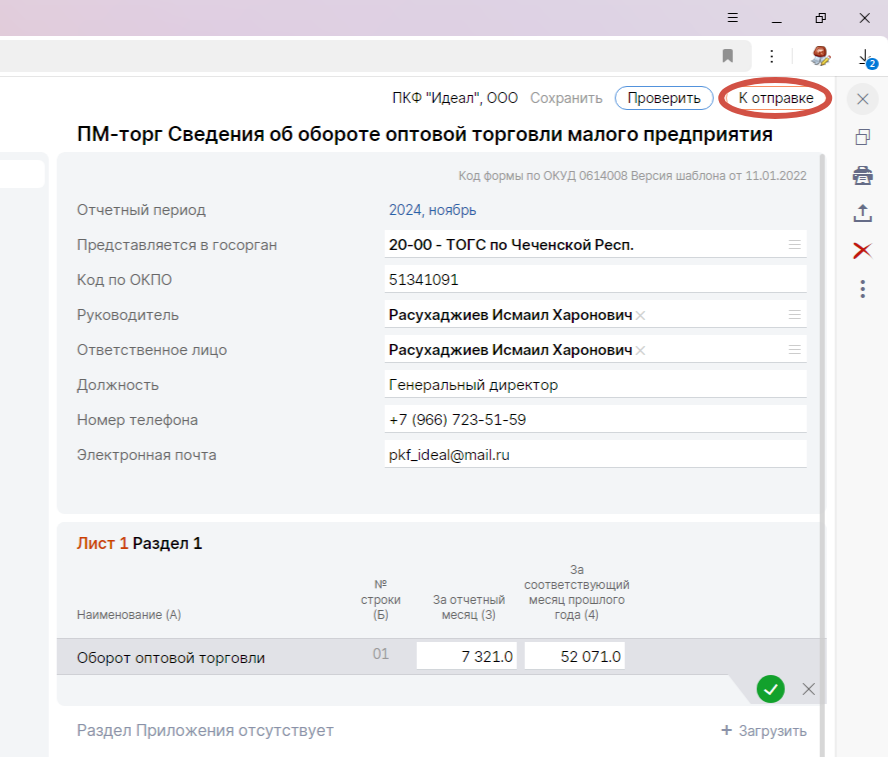 2
ПКФ "Идеал", ООО Сохранить Проверить К отправке
ПМ-торг Сведения об обороте оптовой торговли малого предприятия
Код формы по ОКУД 0614008 Версия шаблона от 11.01.2022
Отчетный период 2024, ноябрь
Представляется в госорган 20-00 - ТОГС по Чеченской Респ.
Код по ОКПО 51341091
Руководитель Расухаджиев Исмаил Харонович
Ответственное лицо Расухаджиев Исмаил Харонович
Должность Генеральный директор
Номер телефона +7 (966) 723-51-59
Электронная почта pkf_ideal@mail.ru
Лист 1 Раздел 1
Наименование (А)
№
строки
(Б)
За отчетный
месяц (3)
За
соответствующий
месяц прошлого
года (4)
Оборот оптовой торговли 01 7 321.0 52 071.0
Раздел Приложения отсутствует + Загрузить